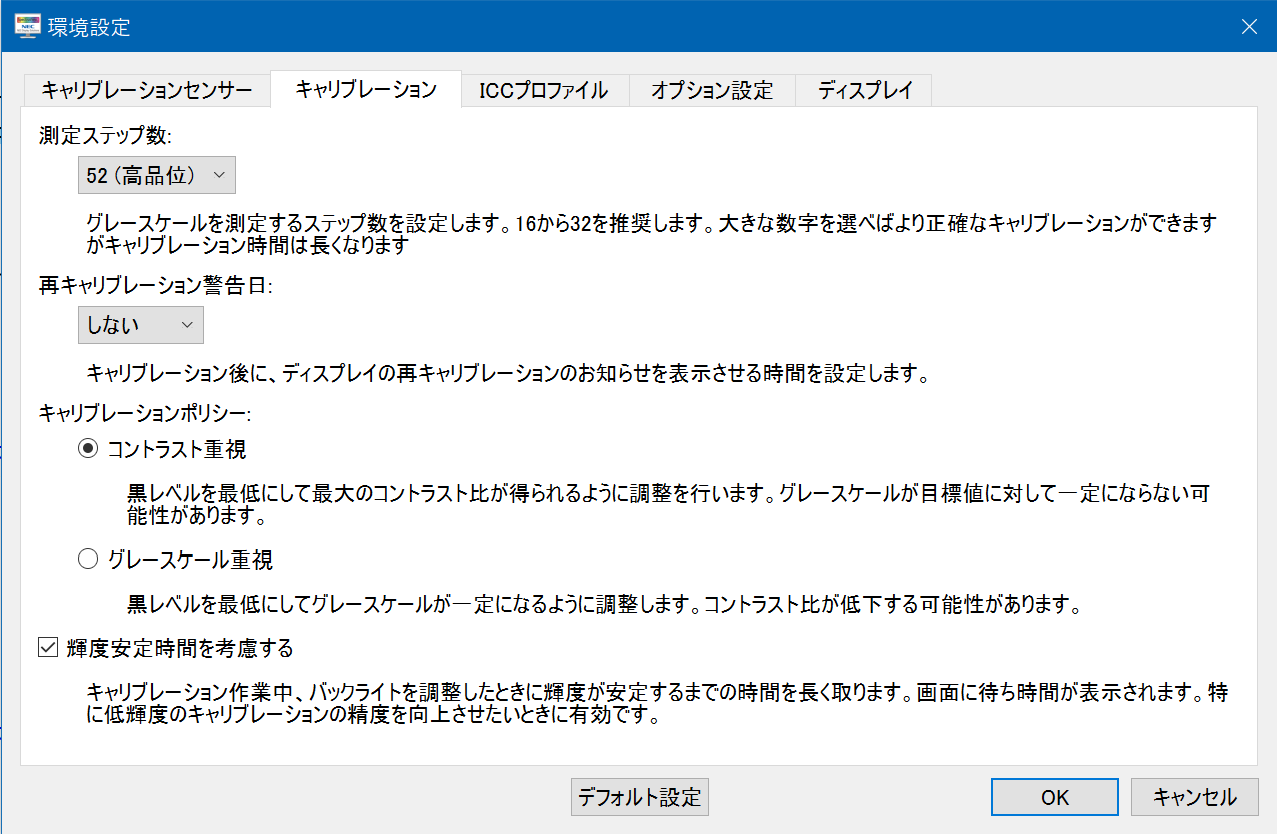 NEC
環境設定
キャリブレーションセンサー キャリブレーション ICCプロファイル オプション設定 ディスプレイ
測定ステップ数:
52 (高品位)
グレースケールを測定するステップ数を設定します。16から32を推奨します。大きな数字を選べばより正確なキャリブレーションができます
がキャリブレーション時間は長くなります
再キャリブレーション警告日:
しない
キャリブレーション後に、ディスプレイの再キャリブレーションのお知らせを表示させる時間を設定します。
キャリブレーションポリシー:
コントラスト重視
黒レベルを最低にして最大のコントラスト比が得られるように調整を行います。グレースケールが目標値に対して一定にならない可
能性があります。
グレースケール重視
黒レベルを最低にしてグレースケールが一定になるように調整します。コントラスト比が低下する可能性があります。
輝度安定時間を考慮する
キャリブレーション作業中、バックライトを調整したときに輝度が安定するまでの時間を長く取ります。画面に待ち時間が表示されます。特
に低輝度のキャリブレーションの精度を向上させたいときに有効です。
デフォルト設定 OK キャンセル